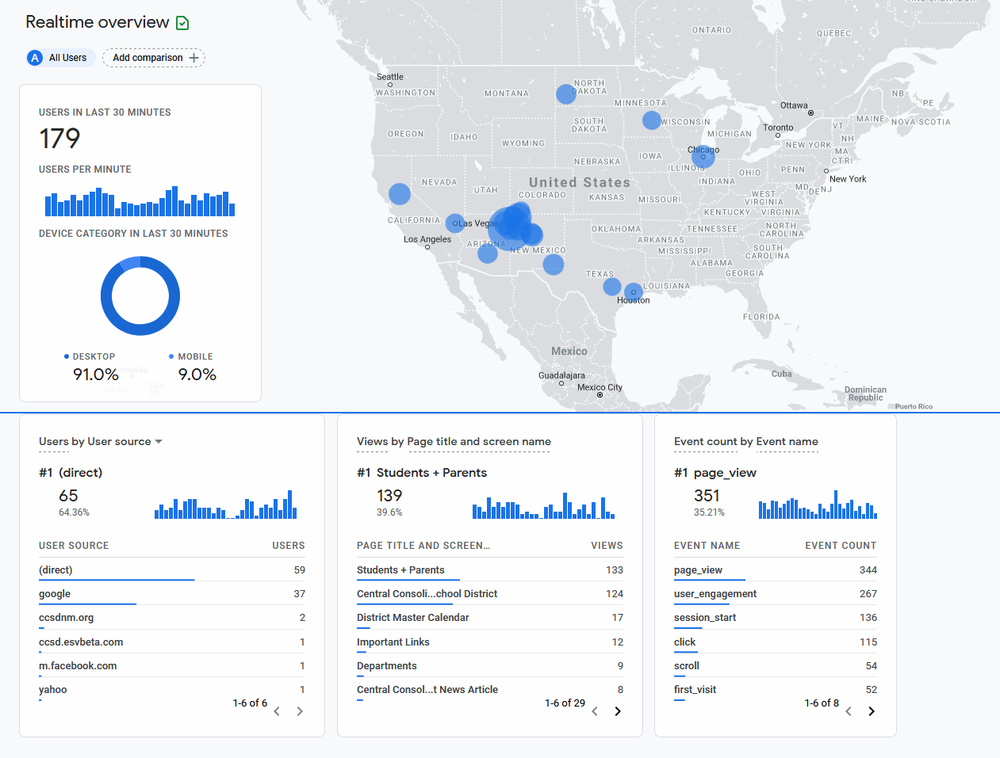 Realtime overview
A All Users
Add comparison +
USERS IN LAST 30 MINUTES
179
USERS PER MINUTE
DEVICE CATEGORY IN LAST 30 MINUTES
DESKTOP
91.0%
MOBILE
9.0%
Honolulu
HAWAII
Hilo
ONTARIO
QUEBEC
Seattle
WASHINGTON
MONTANA
NORTH
DAKOTA
MINNESOTA
Ottawa
NB
PE
MAINE
NOVA SCOTIA
OREGON
IDAHO
WYOMING
SOUTH
DAKOTA
WISCONSIN
MICHIGAN
Toronto
VT
NH
NEW YORK
MA
CT
RI
Chicago
NEBRASKA
IOWA
ILLINOIS
INDIANA
OHIO
PENN
New York
NEVADA
UTAH
United States
COLORADO
KANSAS
MISSOURI
WEST
VIRGINIA
MD
DE
NJ
KENTUCKY
VIRGINIA
CALIFORNIA
Las Vegas
Los Angeles
ARIZONA
NEW MEXICO
OKLAHOMA
ARKANSAS
TENNESSEE
NORTH
CAROLINA
MISSISSIPPI
SOUTH
CAROLINA
ALABAMA
GEORGIA
TEXAS
LOUISIANA
Houston
FLORIDA
Mexico
Guadalajara
Mexico City
Cuba
Dominican
Republic
Puerto Rico
Users by User source
#1 (direct)
65
64.36%
USER SOURCE USERS
(direct) 59
google 37
ccsdnm.org 2
ccsd.esvbeta.com 1
m.facebook.com 1
yahoo 1
1-6 of 6
Views by Page title and screen name
#1 Students + Parents
139
39.6%
PAGE TITLE AND SCREEN… VIEWS
Students + Parents 133
Central Consoli...chool District 124
District Master Calendar 17
Important Links 12
Departments 9
Central Consol...t News Article 8
1-6 of 29
Event count by Event name
#1 page_view
351
35.21%
EVENT NAME EVENT COUNT
page_view 344
user_engagement 267
session_start 136
click 115
scroll 54
first_visit 52
1-6 of 8